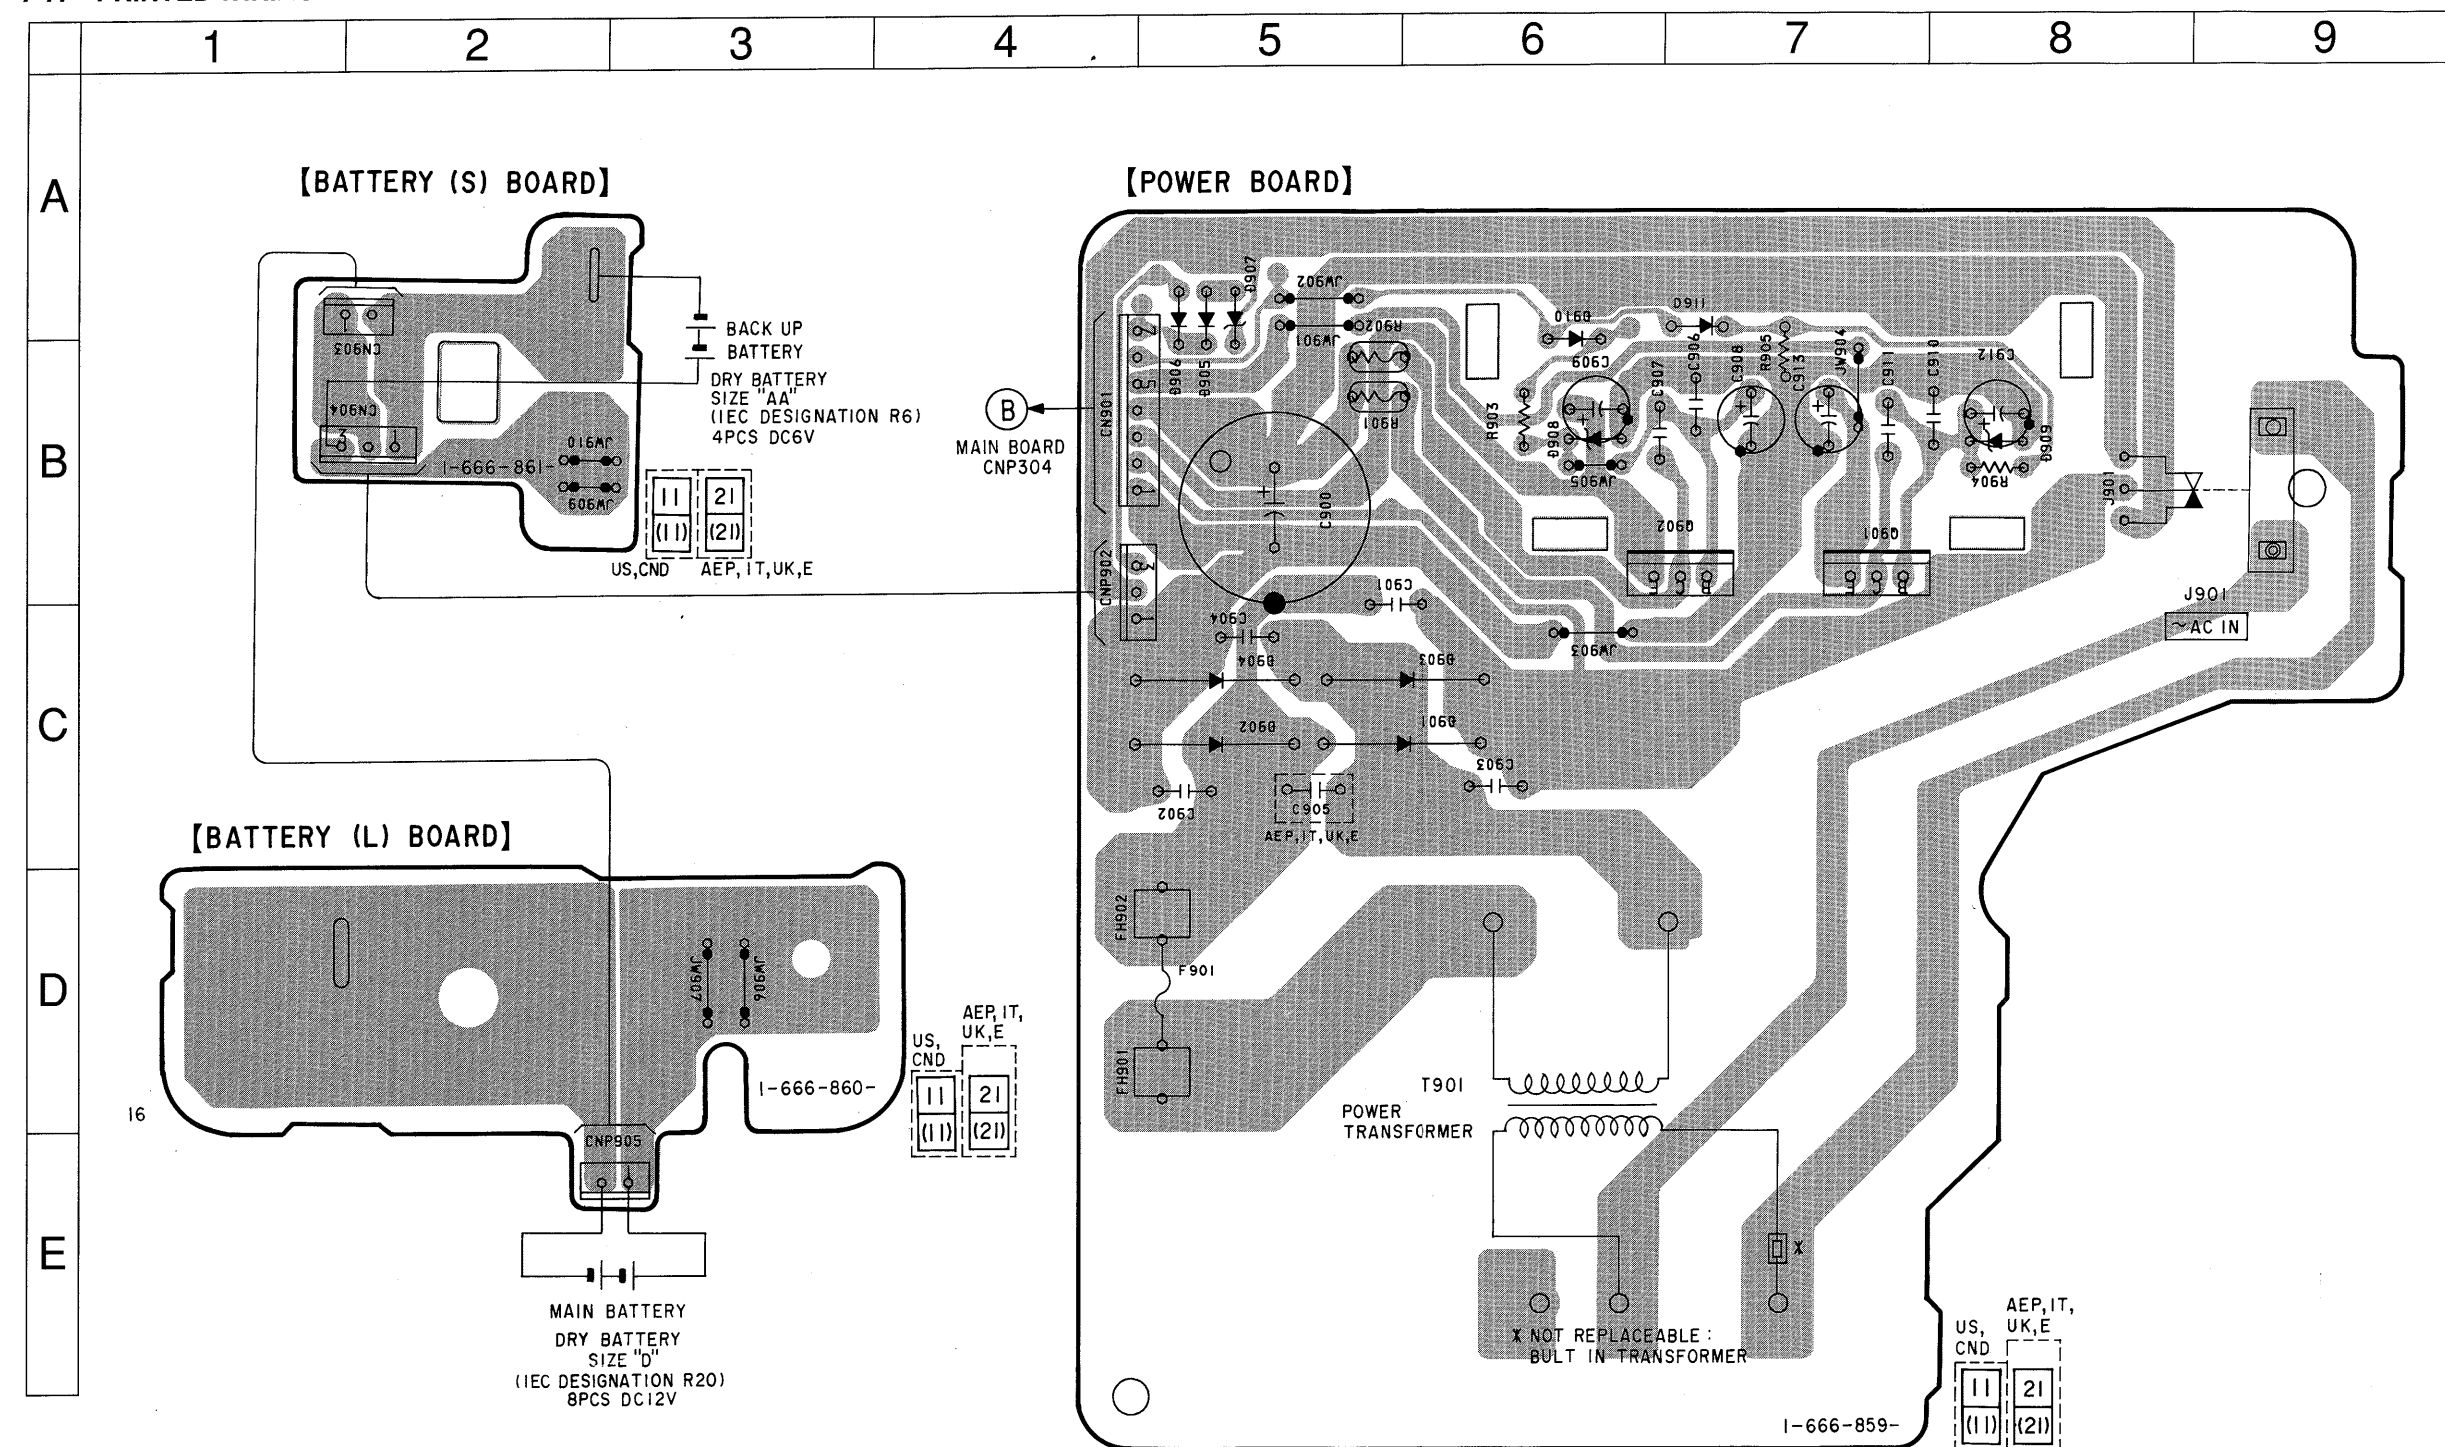 1 2 3 4 5 6 7 8 9
A
B
C
D
E
【BATTERY (S) BOARD】
CN903
CN904
3 1
1-666-861-
JW910
JW909
BACK UP
BATTERY
DRY BATTERY
SIZE "AA"
(IEC DESIGNATION R6)
4PCS DC6V
11 21
(11) (21)
US,CND AEP,IT,UK,E
【BATTERY (L) BOARD】
JW907
JW906
1-666-860-
16
CNP905
US,
CND
AEP,IT,
UK,E
11 21
(11) (21)
MAIN BATTERY
DRY BATTERY
SIZE "D"
(IEC DESIGNATION R20)
8PCS DC12V
【POWER BOARD】
B
MAIN BOARD
CNP304
CN901
5
1
CNP902
3
1
D907
D906
D905
JW902
JW901
R902
R901
C900
D910
D911
C909
C906
C907
C908
R905
C913
JW904
C911
C910
C912
R903
D908
JW905
D909
R904
Q902
E C B
Q901
E C B
J901
J901
~AC IN
C901
C904
D904
D903
JW903
D902
D901
C903
C902
C905
AEP,IT,UK,E
FH902
F901
FH901
T901
POWER
TRANSFORMER
*
* NOT REPLACEABLE :
BULT IN TRANSFORMER
1-666-859-
US,
CND
AEP,IT,
UK,E
11 21
(11) (21)